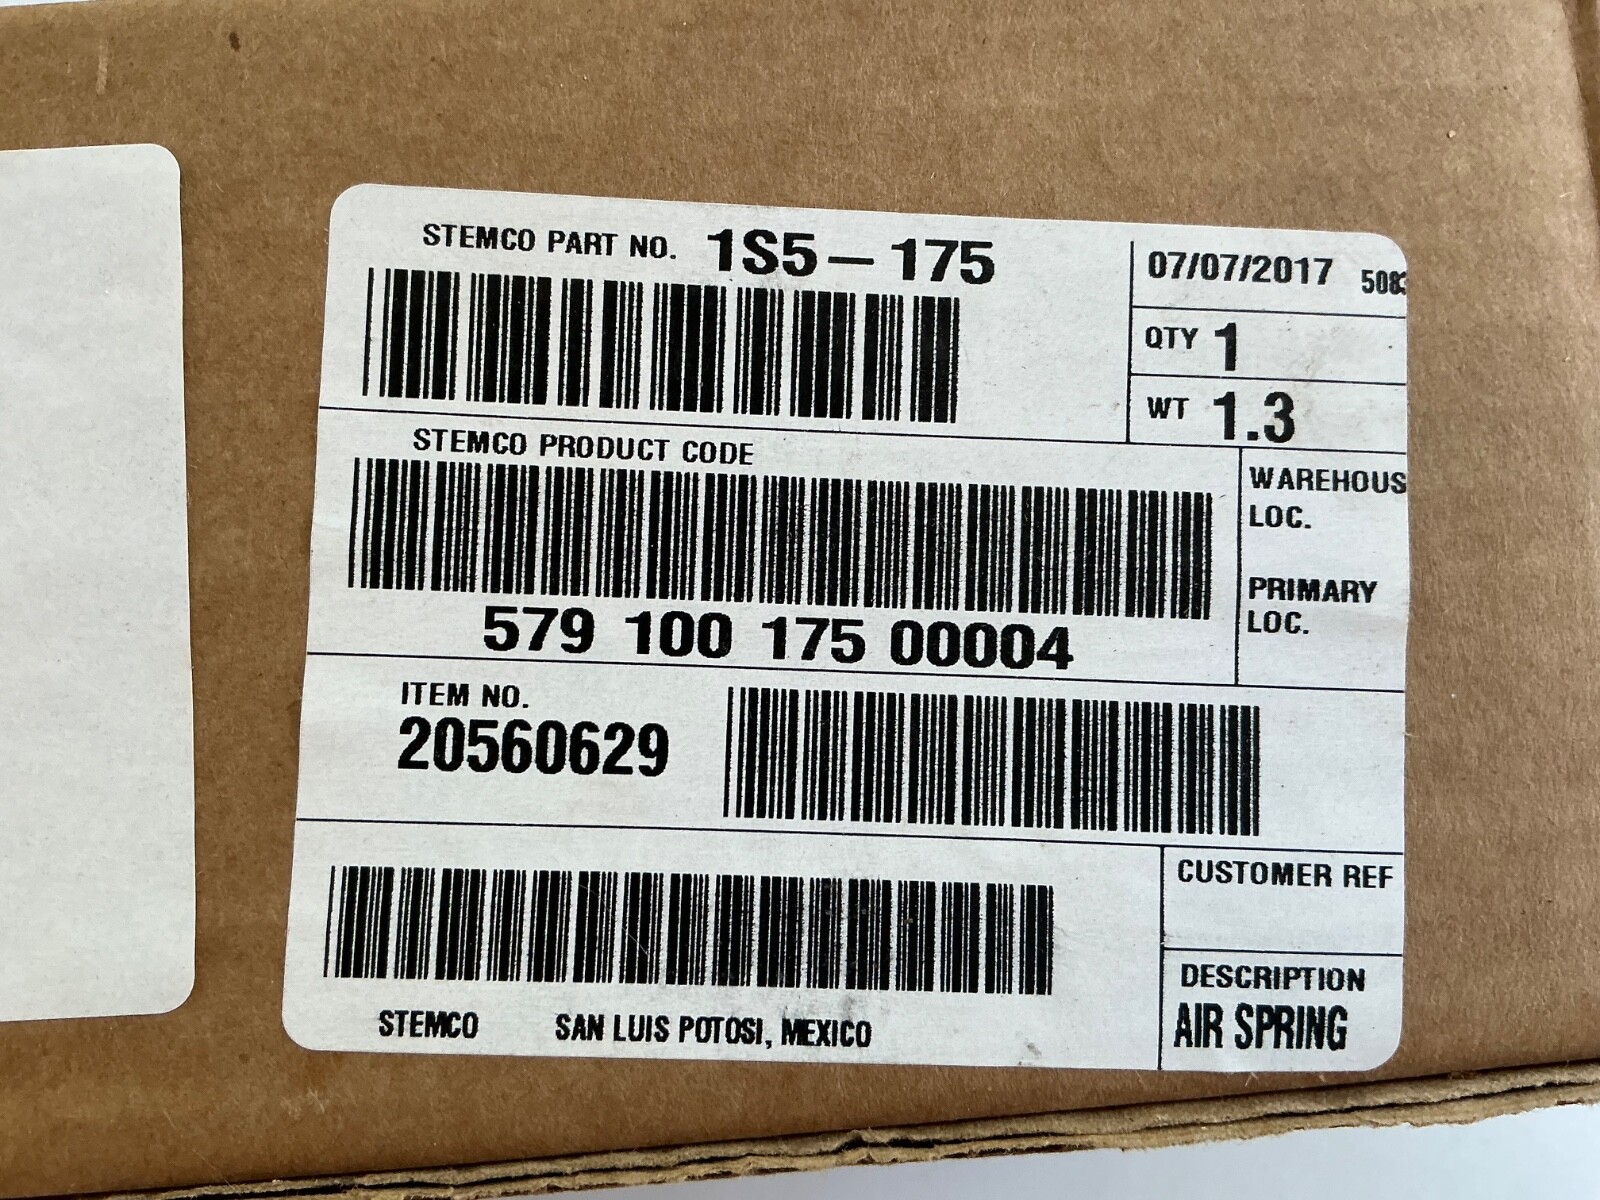 STEMCO PART NO. 1S5-175
07/07/2017 508
QTY 1
WT 1.3
STEMCO PRODUCT CODE
579 100 175 00004
WAREHOUS
LOC.
PRIMARY
LOC.
ITEM NO.
20560629
CUSTOMER REF
DESCRIPTION
AIR SPRING
STEMCO SAN LUIS POTOSI, MEXICO